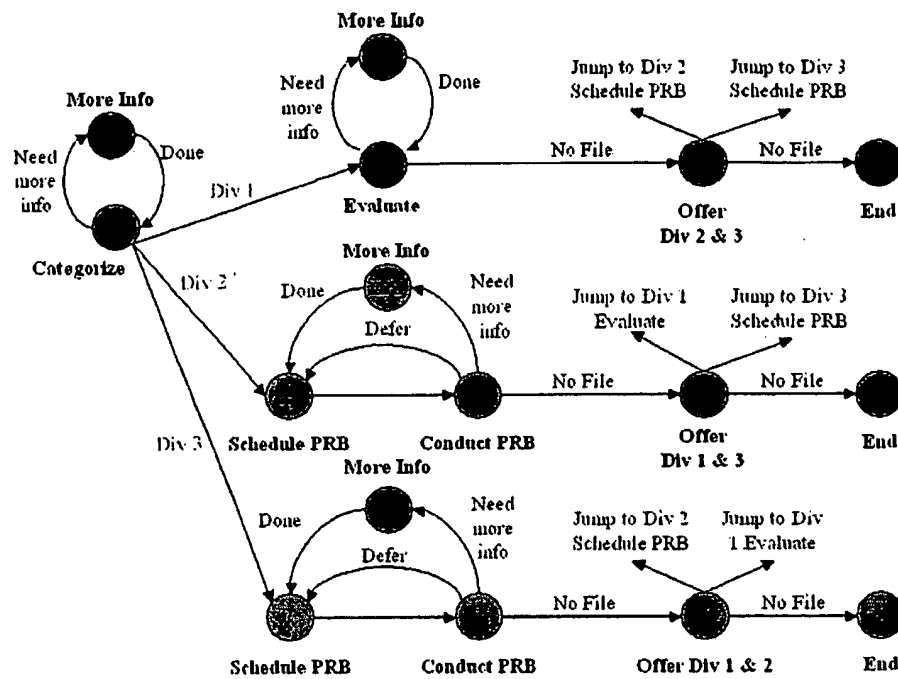 More Info
Need
more
info
Done
More Info
Need
more
info
Done
Categorize
Div 1
Evaluate
No File
Jump to Div 2
Schedule PRB
Jump to Div 3
Schedule PRB
Offer
Div 2 & 3
No File
End
Div 2
More Info
Done
Defer
Need
more
info
Schedule PRB
Conduct PRB
No File
Jump to Div 1
Evaluate
Jump to Div 3
Schedule PRB
Offer
Div 1 & 3
No File
End
Div 3
More Info
Done
Defer
Need
more
info
Schedule PRB
Conduct PRB
No File
Jump to Div 2
Schedule PRB
Jump to Div
1 Evaluate
Offer Div 1 & 2
No File
End